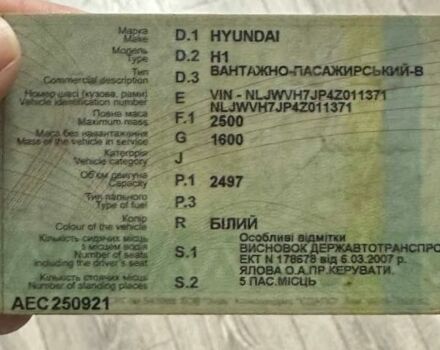 Марка D.1 HYUNDAI
Make
Модель D.2 H1
Type
Тип D.3 ВАНТАЖНО-ПАСАЖИРСЬКИЙ-В
Commercial description
Номер шасі (кузова, рами) E VIN - NLJWVH7JP4Z011371
Vehicle identification number NLJWVH7JP4Z011371
Повна маса F.1 2500
Maximum mass
Маса без навантаження G 1600
Mass of the vehicle in service
Категорія J
Vehicle category
Об'єм двигуна P.1 2497
Capacity
Тип пального P.3
Type of fuel
Колір R БІЛИЙ
Colour of the vehicle
Кількість сидячих місць Особливі відмітки
з місцем водія S.1 ВИСНОВОК ДЕРЖАВТОТРАНСПРО
Number of seats ЕКТ N 178678 від 6.03.2007 р.
including the driver's seat ЯЛОВА О.А.ПР.КЕРУВАТИ.
Кількість стоячих місць S.2 5 ПАС.МІСЦЬ
Number of standing places
АЕС 250921